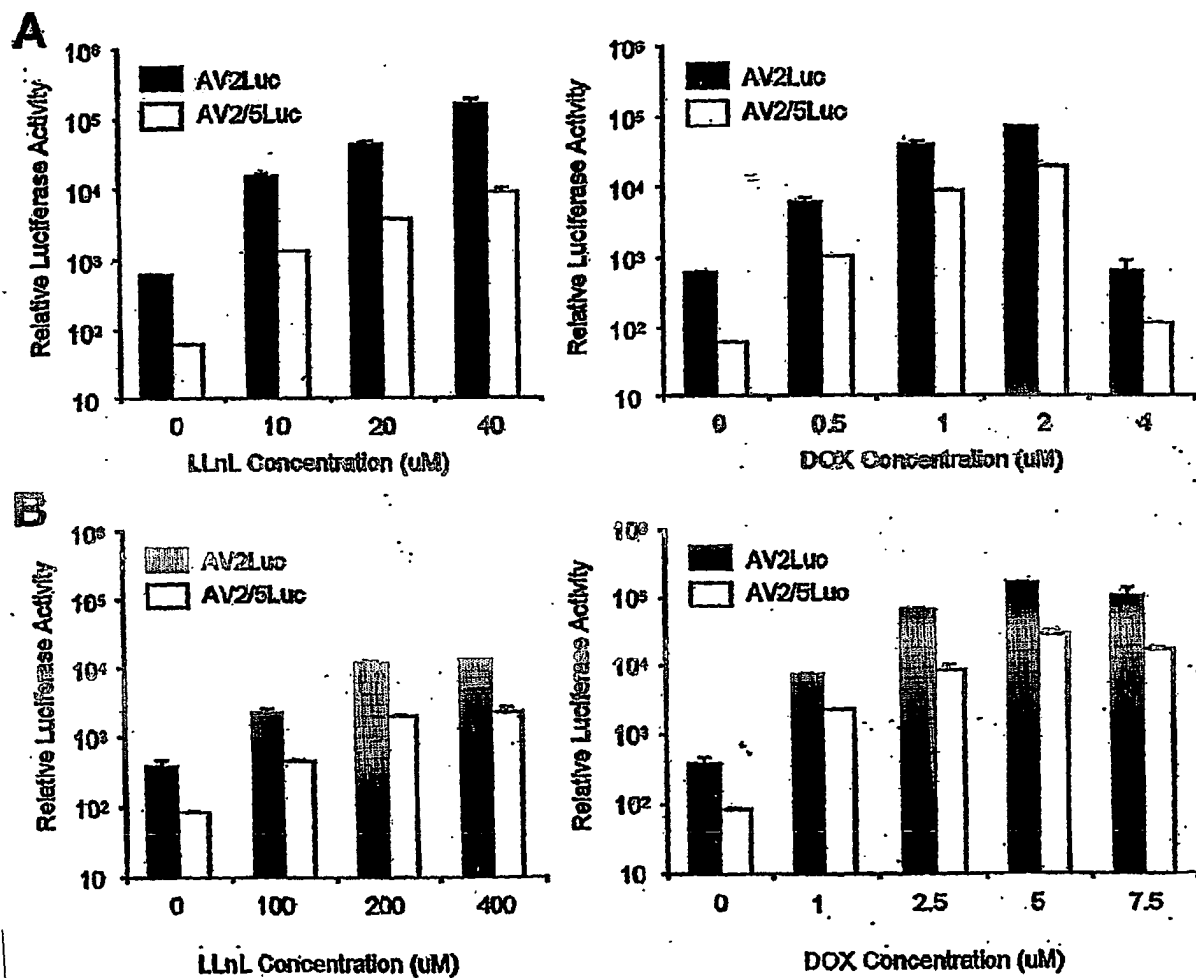 A
10⁶
10⁵
10⁴
10³
10²
10
Relative Luciferase Activity
AV2Luc
AV2/5Luc
0 10 20 40
LLnL Concentration (uM)
10⁶
10⁵
10⁴
10³
10²
10
Relative Luciferase Activity
AV2Luc
AV2/5Luc
0 0.5 1 2 4
DOX Concentration (uM)
B
10⁶
10⁵
10⁴
10³
10²
10
Relative Luciferase Activity
AV2Luc
AV2/5Luc
0 100 200 400
LLnL Concentration (uM)
10⁶
10⁵
10⁴
10³
10²
10
Relative Luciferase Activity
AV2Luc
AV2/5Luc
0 1 2.5 5 7.5
DOX Concentration (uM)